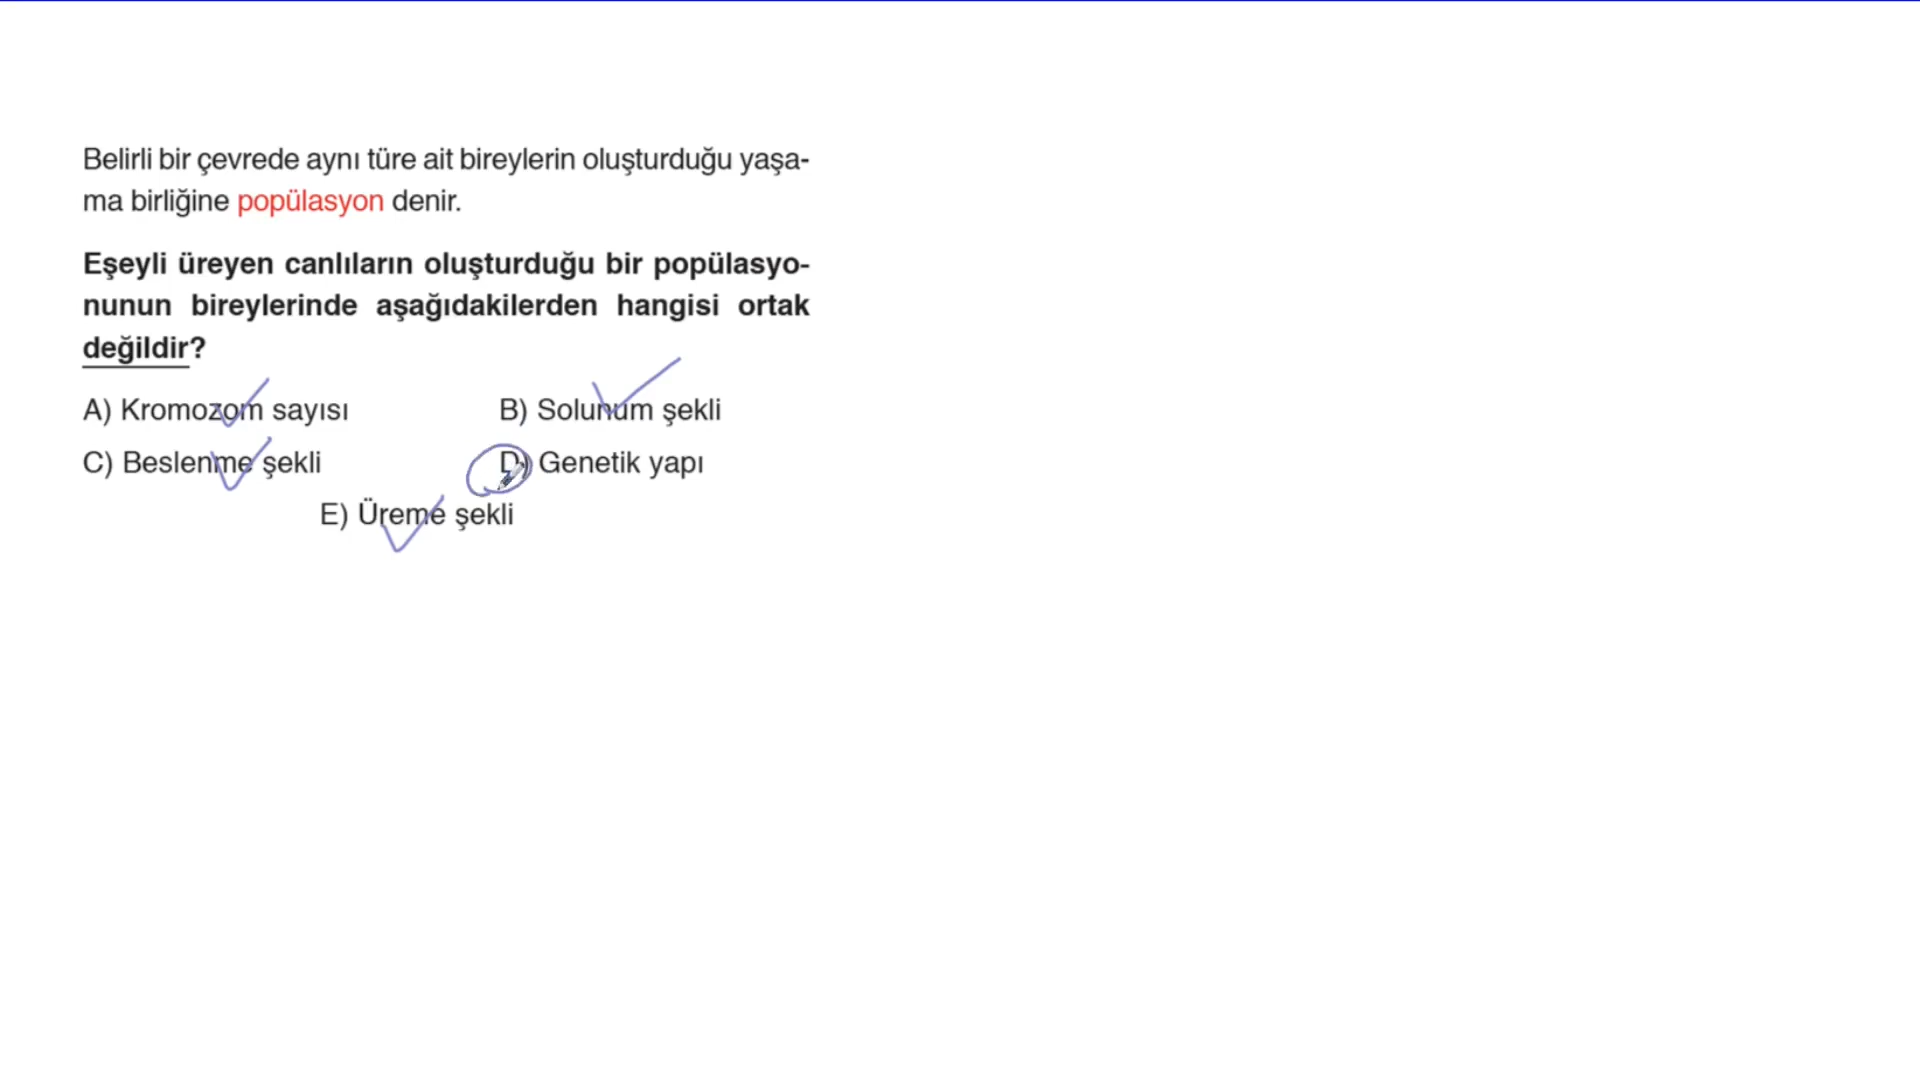 Belirli bir çevrede aynı türe ait bireylerin oluşturduğu yaşa-
ma birliğine popülasyon denir.
Eşeyli üreyen canlıların oluşturduğu bir popülasyo-
nunun bireylerinde aşağıdakilerden hangisi ortak
değildir?
A) Kromozom sayısı B) Solunum şekli
C) Beslenme şekli D) Genetik yapı
E) Üreme şekli